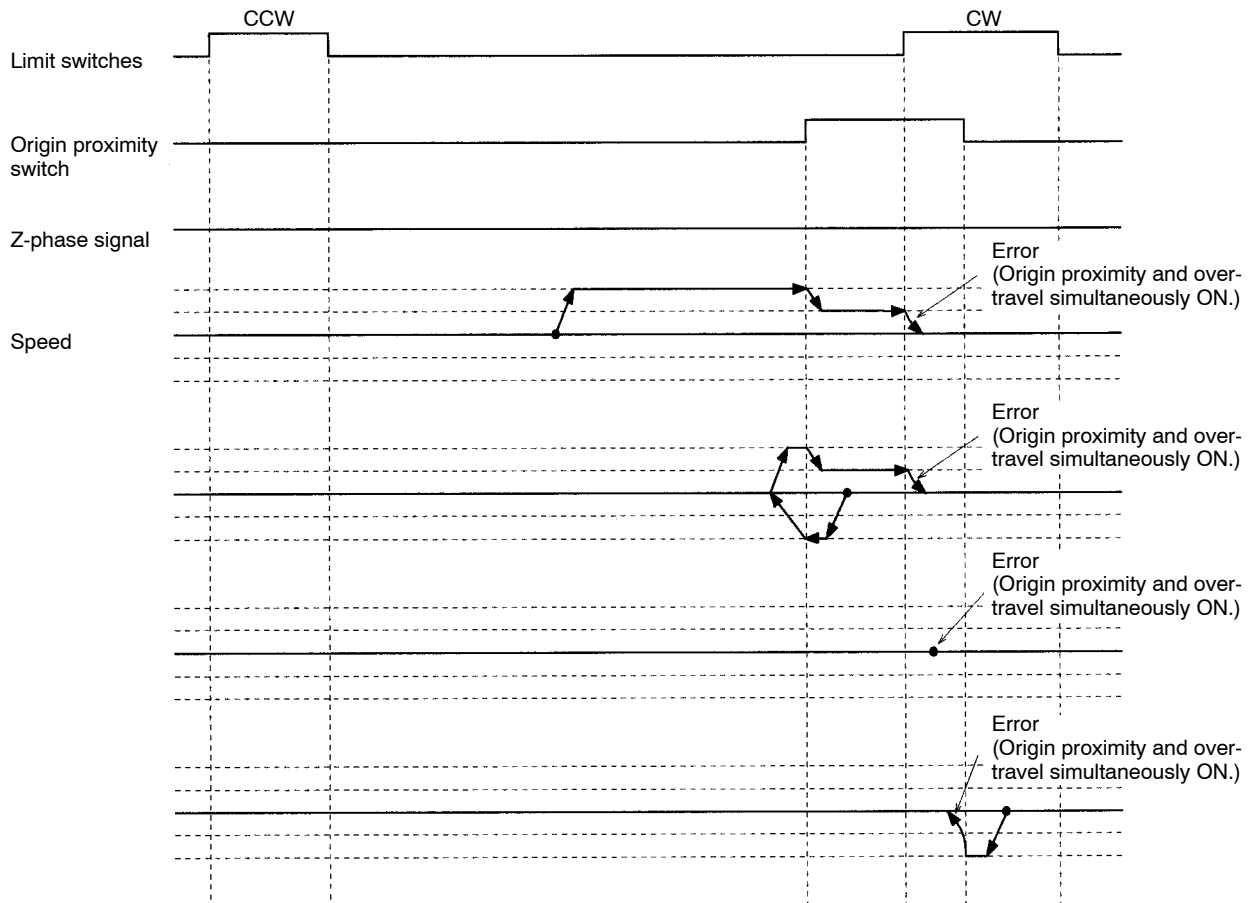 CCW
CW
Limit switches
Origin proximity
switch
Z-phase signal
Error
(Origin proximity and over-
travel simultaneously ON.)
Speed
Error
(Origin proximity and over-
travel simultaneously ON.)
Error
(Origin proximity and over-
travel simultaneously ON.)
Error
(Origin proximity and over-
travel simultaneously ON.)